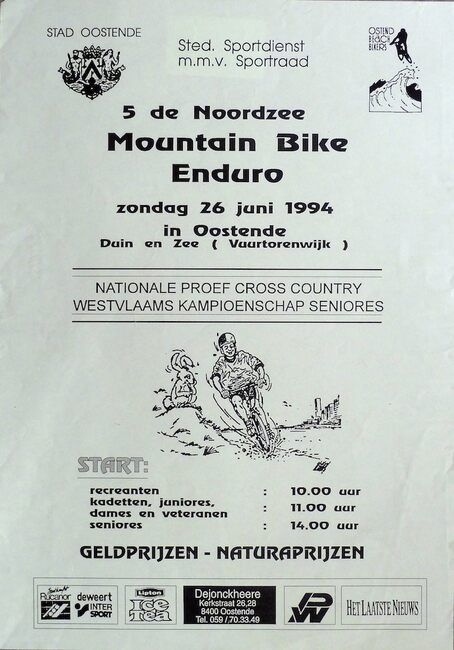 STAD OOSTENDE
Sted. Sportdienst
m.m.v. Sportraad
OSTEND
BEACH
BIKERS
5 de Noordzee
Mountain Bike
Enduro
zondag 26 juni 1994
in Oostende
Duin en Zee ( Vuurtorenwijk )
NATIONALE PROEF CROSS COUNTRY
WESTVLAAMS KAMPIOENSCHAP SENIORES
START:
recreanten : 10.00 uur
kadetten, juniores,
dames en veteranen : 11.00 uur
seniores : 14.00 uur
GELDPRIJZEN - NATURAPRIJZEN
Rucanor
deweert
INTER
SPORT
Lipton
ICE
TEA
Dejonckheere
Kerkstraat 26,28
8400 Oostende
Tel. 059 / 70.33.49
HET LAATSTE NIEUWS